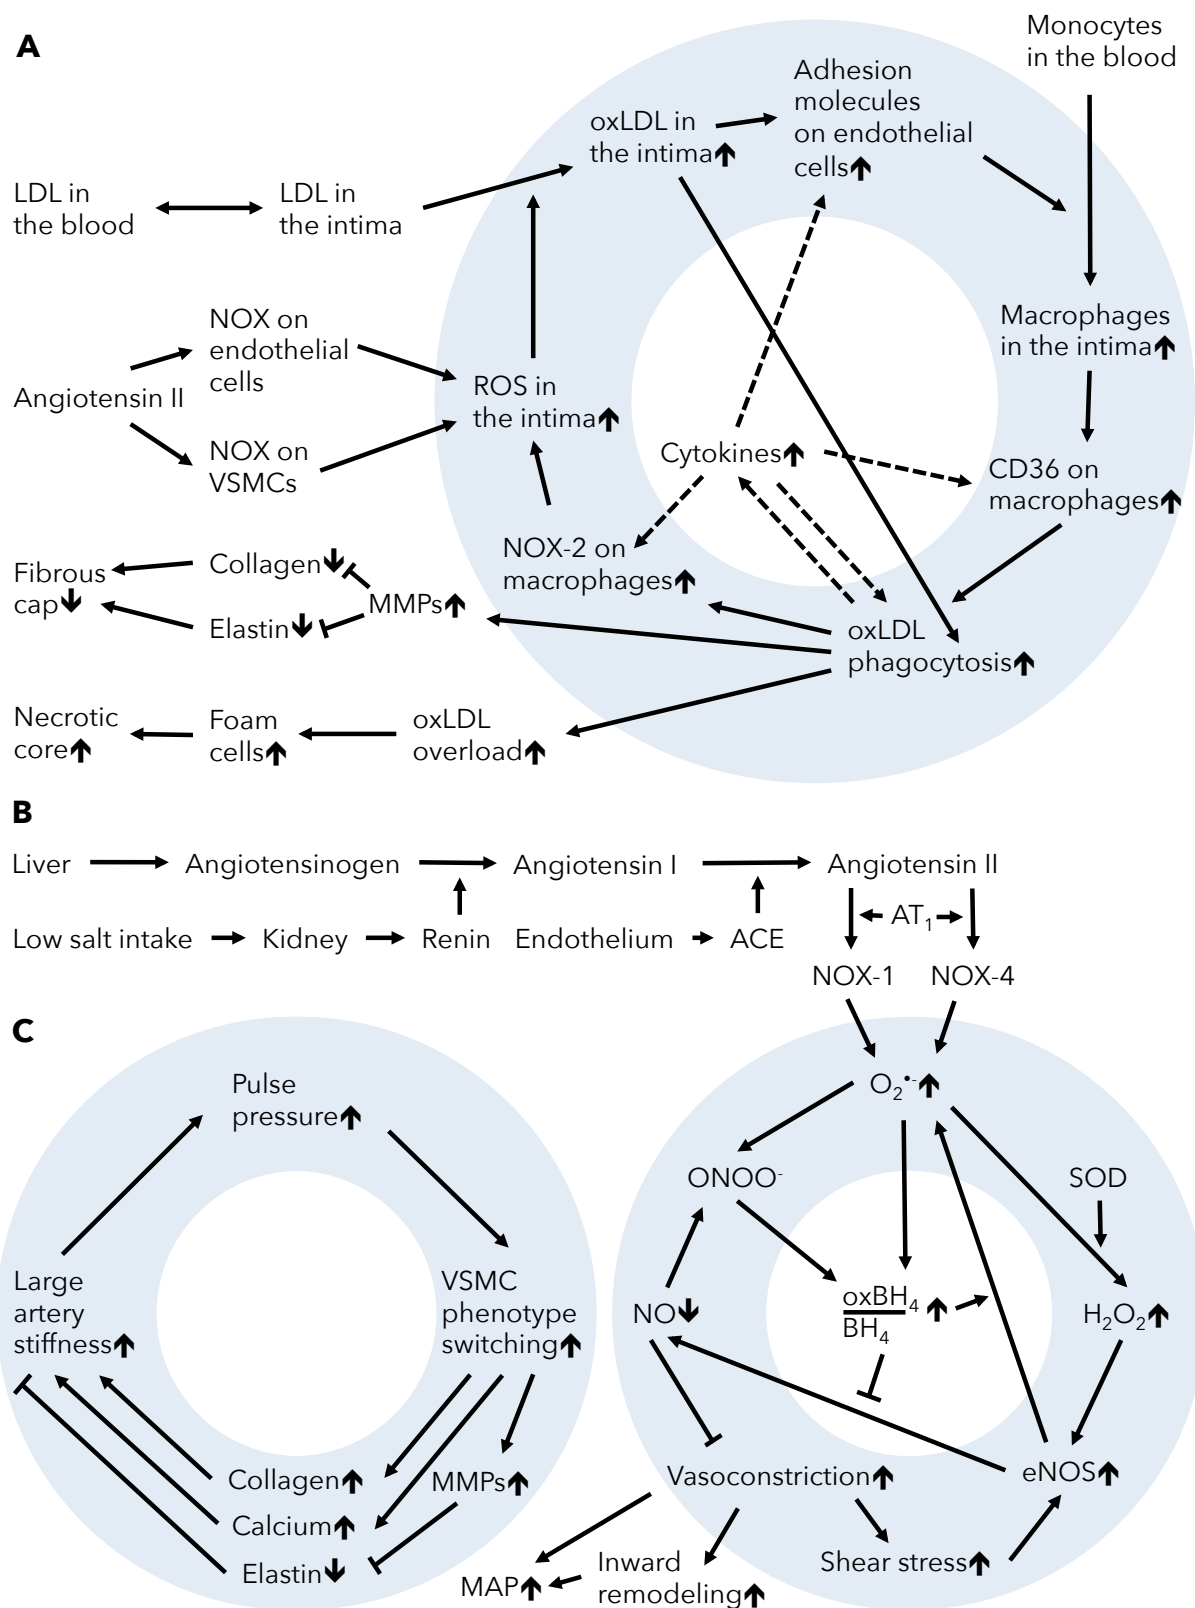 A
Monocytes
in the blood
Adhesion
molecules
on endothelial
cells↑
oxLDL in
the intima↑
LDL in
the blood
LDL in
the intima
NOX on
endothelial
cells
Angiotensin II
NOX on
VSMCs
ROS in
the intima↑
Macrophages
in the intima↑
Cytokines↑
CD36 on
macrophages↑
NOX-2 on
macrophages↑
Fibrous
cap↓
Collagen↓
Elastin↓
MMPs↑
oxLDL
phagocytosis↑
Necrotic
core↑
Foam
cells↑
oxLDL
overload↑
B
Liver
Angiotensinogen
Angiotensin I
Angiotensin II
AT₁
Low salt intake
Kidney
Renin
Endothelium
ACE
NOX-1
NOX-4
O₂•-↑
ONOO-
SOD
NO↓
oxBH₄
BH₄
↑
H₂O₂↑
Vasoconstriction↑
eNOS↑
Shear stress↑
Inward
remodeling↑
MAP↑
C
Pulse
pressure↑
Large
artery
stiffness↑
VSMC
phenotype
switching↑
Collagen↑
MMPs↑
Calcium↑
Elastin↓